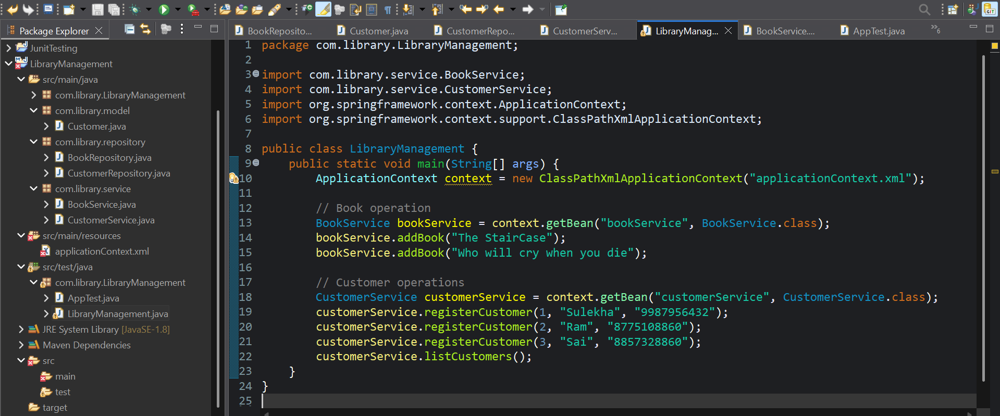 Package Explorer
JunitTesting
LibraryManagement
src/main/java
com.library.LibraryManagement
com.library.model
Customer.java
com.library.repository
BookRepository.java
CustomerRepository.java
com.library.service
BookService.java
CustomerService.java
src/main/resources
applicationContext.xml
src/test/java
com.library.LibraryManagement
AppTest.java
LibraryManagement.java
JRE System Library [JavaSE-1.8]
Maven Dependencies
src
main
test
target
BookReposito... Customer.java CustomerRepo... CustomerServ... LibraryManag... BookService.... AppTest.java »6
1 package com.library.LibraryManagement;
2
3 import com.library.service.BookService;
4 import com.library.service.CustomerService;
5 import org.springframework.context.ApplicationContext;
6 import org.springframework.context.support.ClassPathXmlApplicationContext;
7
8 public class LibraryManagement {
9 public static void main(String[] args) {
10 ApplicationContext context = new ClassPathXmlApplicationContext("applicationContext.xml");
11
12 // Book operation
13 BookService bookService = context.getBean("bookService", BookService.class);
14 bookService.addBook("The StairCase");
15 bookService.addBook("Who will cry when you die");
16
17 // Customer operations
18 CustomerService customerService = context.getBean("customerService", CustomerService.class);
19 customerService.registerCustomer(1, "Sulekha", "9987956432");
20 customerService.registerCustomer(2, "Ram", "8775108860");
21 customerService.registerCustomer(3, "Sai", "8857328860");
22 customerService.listCustomers();
23 }
24 }
25